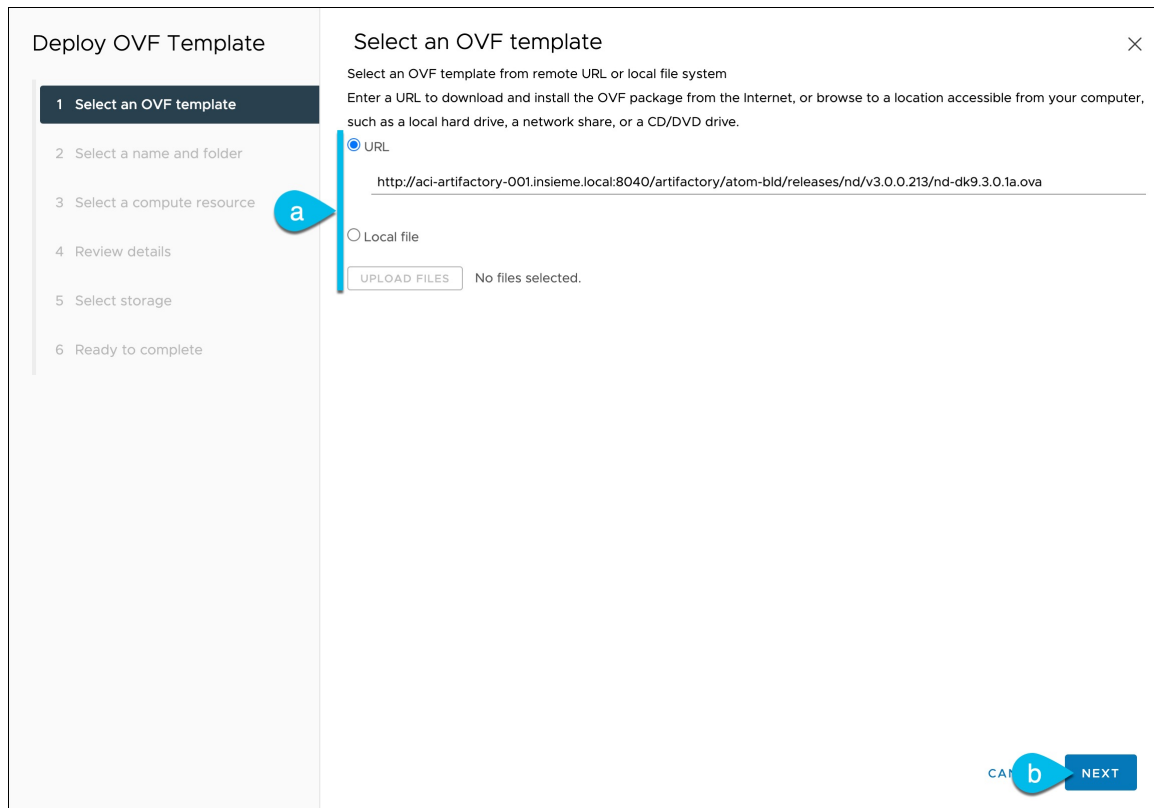 Deploy OVF Template
1 Select an OVF template
2 Select a name and folder
3 Select a compute resource
4 Review details
5 Select storage
6 Ready to complete
Select an OVF template
Select an OVF template from remote URL or local file system
Enter a URL to download and install the OVF package from the Internet, or browse to a location accessible from your computer,
such as a local hard drive, a network share, or a CD/DVD drive.
a
URL
http://aci-artifactory-001.insieme.local:8040/artifactory/atom-bld/releases/nd/v3.0.0.213/nd-dk9.3.0.1a.ova
Local file
UPLOAD FILES No files selected.
b NEXT